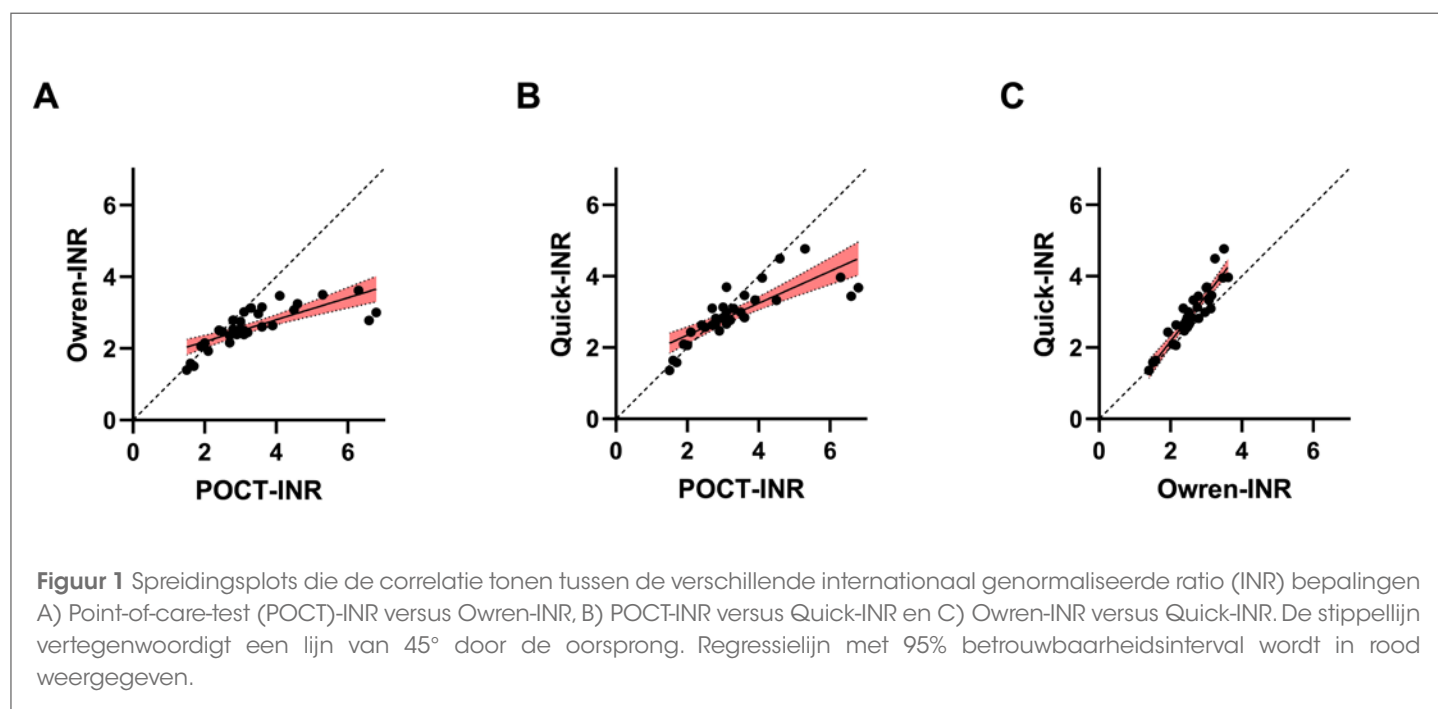 A
B
C
Owren-INR
6
4
2
0
0
2
4
6
POCT-INR
Quick-INR
6
4
2
0
0
2
4
6
POCT-INR
Quick-INR
6
4
2
0
0
2
4
6
Owren-INR
Figuur 1 Spreidingsplots die de correlatie tonen tussen de verschillende internationaal genormaliseerde ratio (INR) bepalingen
A) Point-of-care-test (POCT)-INR versus Owren-INR, B) POCT-INR versus Quick-INR en C) Owren-INR versus Quick-INR. De stippellijn
vertegenwoordigt een lijn van 45° door de oorsprong. Regressielijn met 95% betrouwbaarheidsinterval wordt in rood
weergegeven.